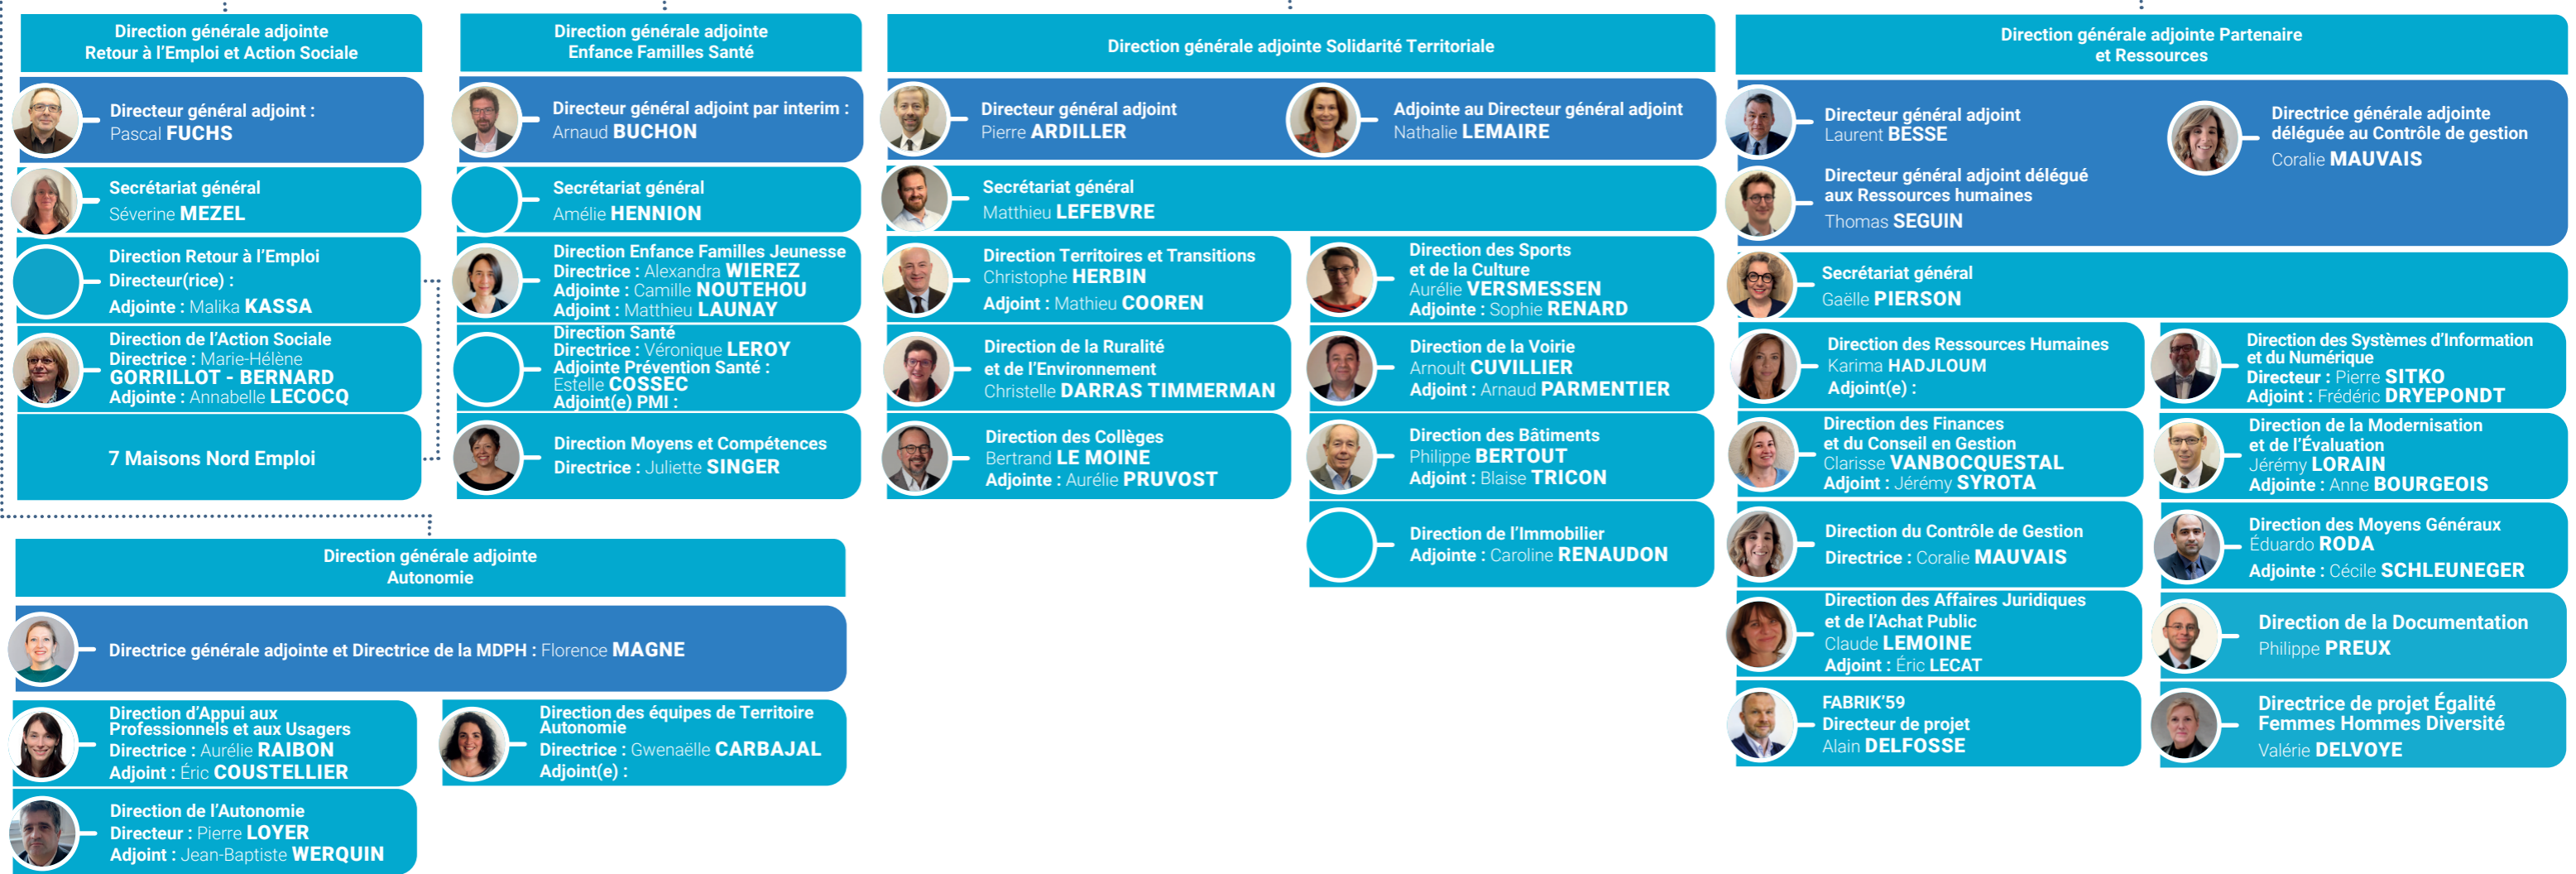 Direction générale adjointe
Retour à l'Emploi et Action Sociale
Directeur général adjoint :
Pascal FUCHS
Secrétariat général
Séverine MEZEL
Direction Retour à l'Emploi
Directeur(rice) :
Adjointe : Malika KASSA
Direction de l'Action Sociale
Directrice : Marie-Hélène
GORRILLOT - BERNARD
Adjointe : Annabelle LECOCQ
7 Maisons Nord Emploi
Direction générale adjointe
Enfance Familles Santé
Directeur général adjoint par interim :
Arnaud BUCHON
Secrétariat général
Amélie HENNION
Direction Enfance Familles Jeunesse
Directrice : Alexandra WIEREZ
Adjointe : Camille NOUTEHOU
Adjoint : Matthieu LAUNAY
Direction Santé
Directrice : Véronique LEROY
Adjointe Prévention Santé :
Estelle COSSEC
Adjoint(e) PMI :
Direction Moyens et Compétences
Directrice : Juliette SINGER
Direction générale adjointe Solidarité Territoriale
Directeur général adjoint
Pierre ARDILLER
Adjointe au Directeur général adjoint
Nathalie LEMAIRE
Secrétariat général
Matthieu LEFEBVRE
Direction Territoires et Transitions
Christophe HERBIN
Adjoint : Mathieu COOREN
Direction de la Ruralité
et de l'Environnement
Christelle DARRAS TIMMERMAN
Direction des Collèges
Bertrand LE MOINE
Adjointe : Aurélie PRUVOST
Direction des Sports
et de la Culture
Aurélie VERSMESSEN
Adjointe : Sophie RENARD
Direction de la Voirie
Arnoult CUVILLIER
Adjoint : Arnaud PARMENTIER
Direction des Bâtiments
Philippe BERTOUT
Adjoint : Blaise TRICON
Direction de l'Immobilier
Adjointe : Caroline RENAUDON
Direction générale adjointe Partenaire
et Ressources
Directeur général adjoint
Laurent BESSE
Directeur général adjoint délégué
aux Ressources humaines
Thomas SEGUIN
Directrice générale adjointe
déléguée au Contrôle de gestion
Coralie MAUVAIS
Secrétariat général
Gaëlle PIERSON
Direction des Ressources Humaines
Karima HADJLOUM
Adjoint(e) :
Direction des Finances
et du Conseil en Gestion
Clarisse VANBOCQUESTAL
Adjoint : Jérémy SYROTA
Direction du Contrôle de Gestion
Directrice : Coralie MAUVAIS
Direction des Affaires Juridiques
et de l'Achat Public
Claude LEMOINE
Adjoint : Éric LECAT
FABRIK'59
Directeur de projet
Alain DELFOSSE
Direction des Systèmes d'Information
et du Numérique
Directeur : Pierre SITKO
Adjoint : Frédéric DRYEPONDT
Direction de la Modernisation
et de l'Évaluation
Jérémy LORAIN
Adjointe : Anne BOURGEOIS
Direction des Moyens Généraux
Éduardo RODA
Adjointe : Cécile SCHLEUNEGER
Direction de la Documentation
Philippe PREUX
Directrice de projet Égalité
Femmes Hommes Diversité
Valérie DELVOYE
Direction générale adjointe
Autonomie
Directrice générale adjointe et Directrice de la MDPH : Florence MAGNE
Direction d'Appui aux
Professionnels et aux Usagers
Directrice : Aurélie RAIBON
Adjoint : Éric COUSTELLIER
Direction des équipes de Territoire
Autonomie
Directrice : Gwenaëlle CARBAJAL
Adjoint(e) :
Direction de l'Autonomie
Directeur : Pierre LOYER
Adjoint : Jean-Baptiste WERQUIN